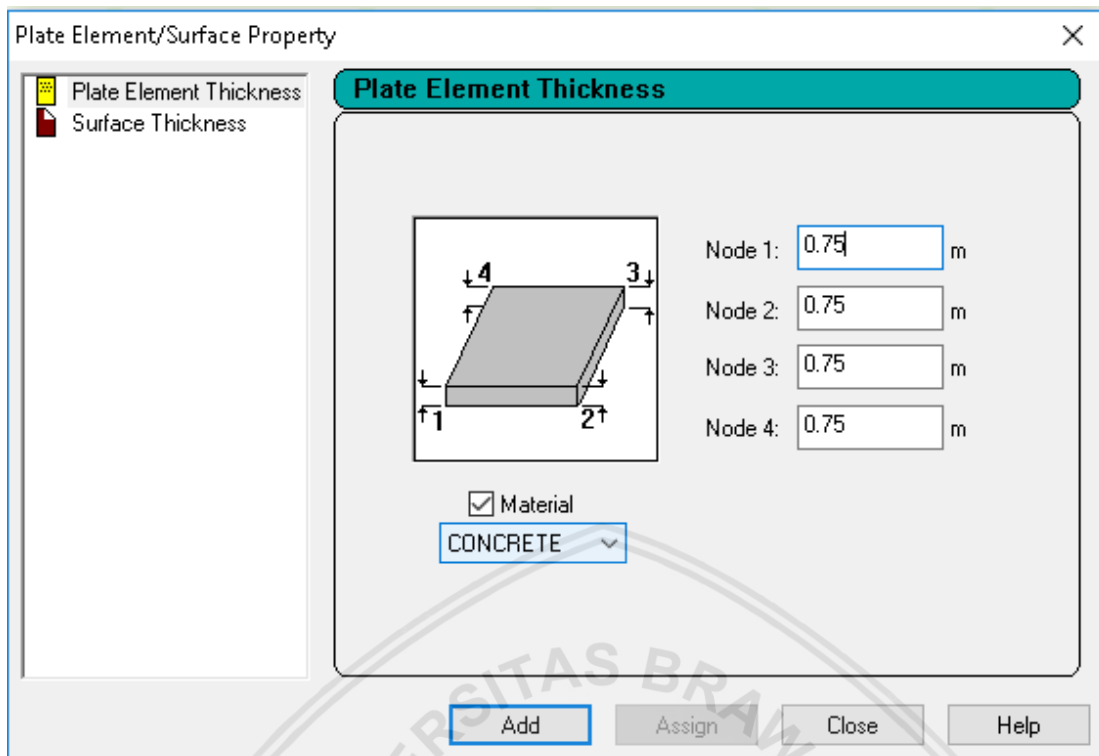 Plate Element/Surface Property
Plate Element Thickness
Surface Thickness
Plate Element Thickness
4 3
1 2
Node 1: 0.75 m
Node 2: 0.75 m
Node 3: 0.75 m
Node 4: 0.75 m
Material
CONCRETE
Add Assign Close Help